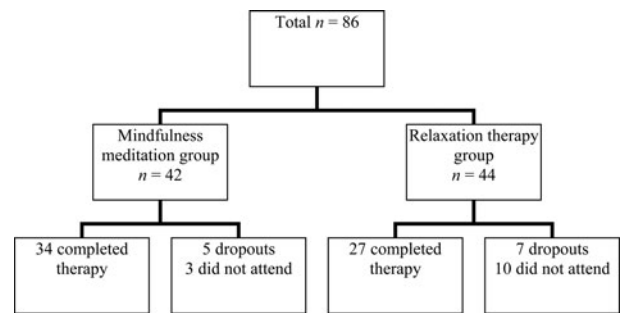 Total n = 86
Mindfulness
meditation group
n = 42
Relaxation therapy
group
n = 44
34 completed
therapy
5 dropouts
3 did not attend
27 completed
therapy
7 dropouts
10 did not attend